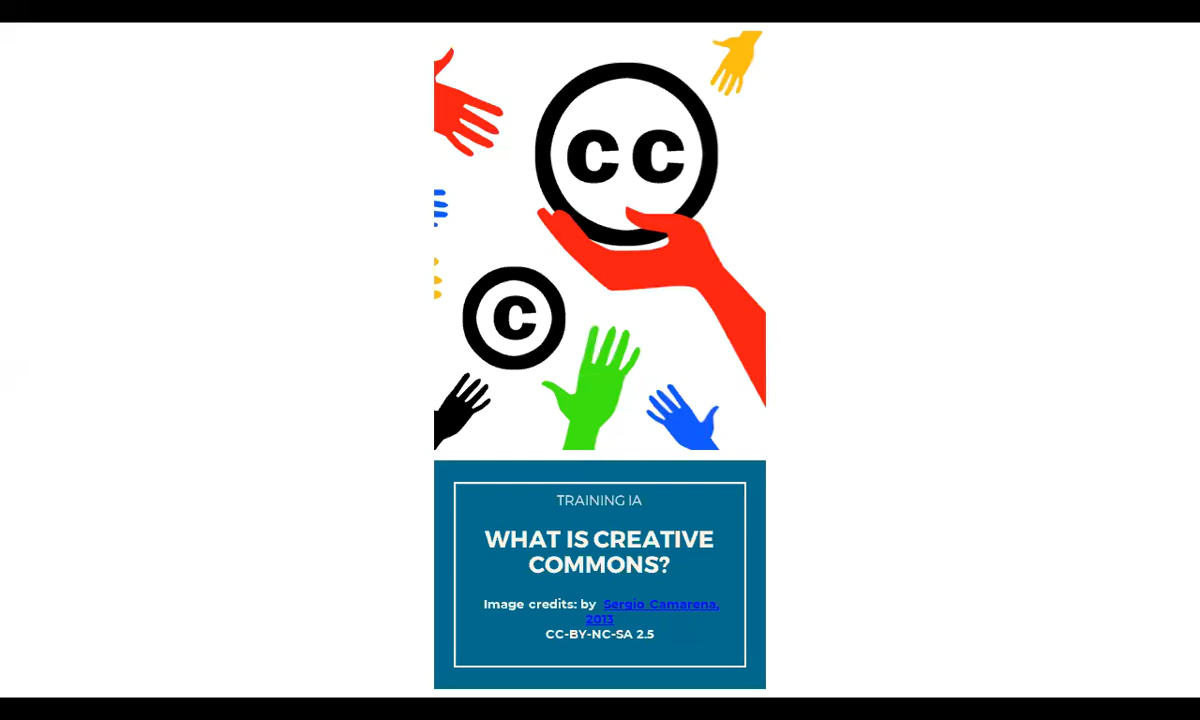 cc
c
TRAINING IA
WHAT IS CREATIVE
COMMONS?
Image credits: by Sergio Camarena,
2013
CC-BY-NC-SA 2.5